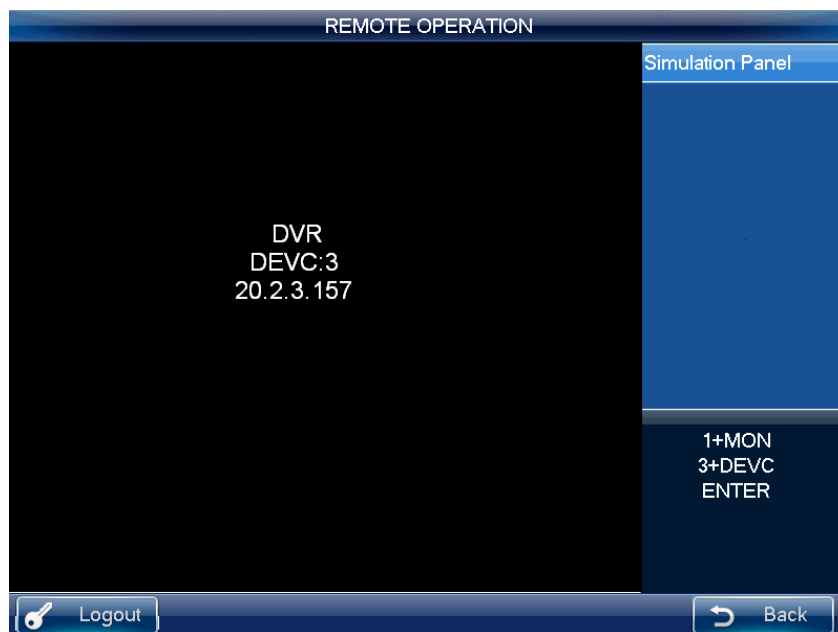 REMOTE OPERATION
Simulation Panel
DVR
DEVC:3
20.2.3.157
1+MON
3+DEVC
ENTER
Logout
Back